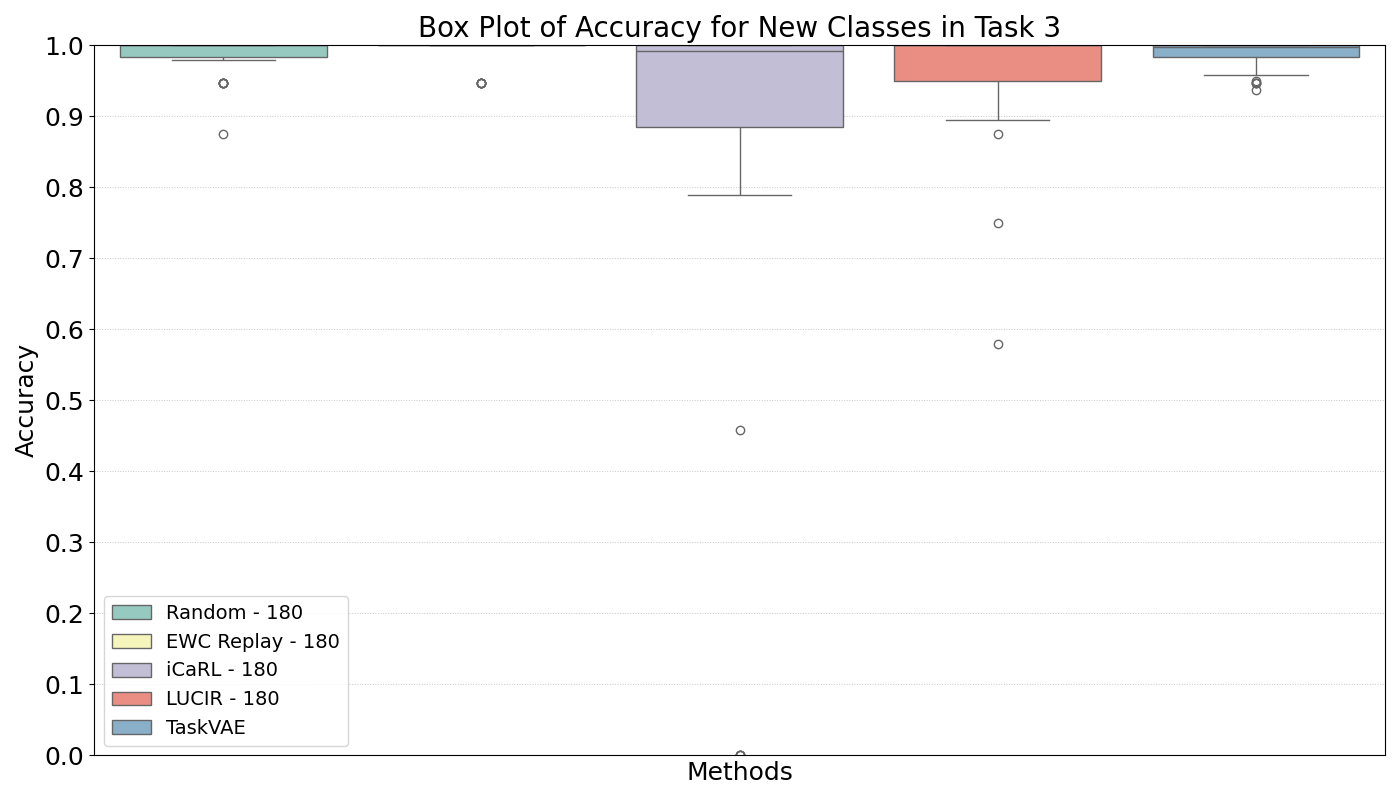 Box Plot of Accuracy for New Classes in Task 3
1.0
0.9
0.8
0.7
0.6
0.5
0.4
0.3
0.2
0.1
0.0
Accuracy
Random - 180
EWC Replay - 180
iCaRL - 180
LUCIR - 180
TaskVAE
Methods